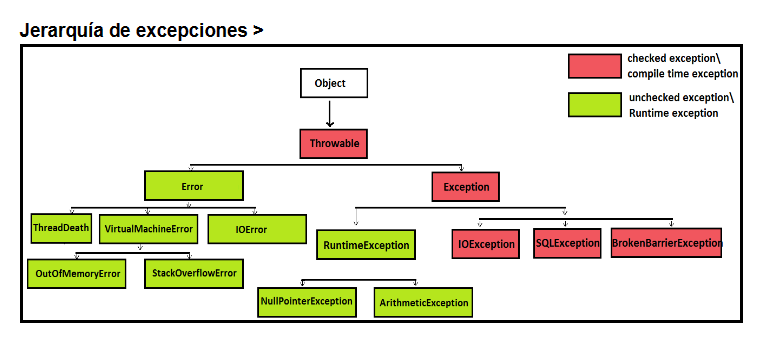 Jerarquía de excepciones >
checked exception\
compile time exception
unchecked exception\
Runtime exception
Object
Throwable
Error
Exception
ThreadDeath
VirtualMachineError
IOError
RuntimeException
IOException
SQLException
BrokenBarrierException
OutOfMemoryError
StackOverflowError
NullPointerException
ArithmeticException